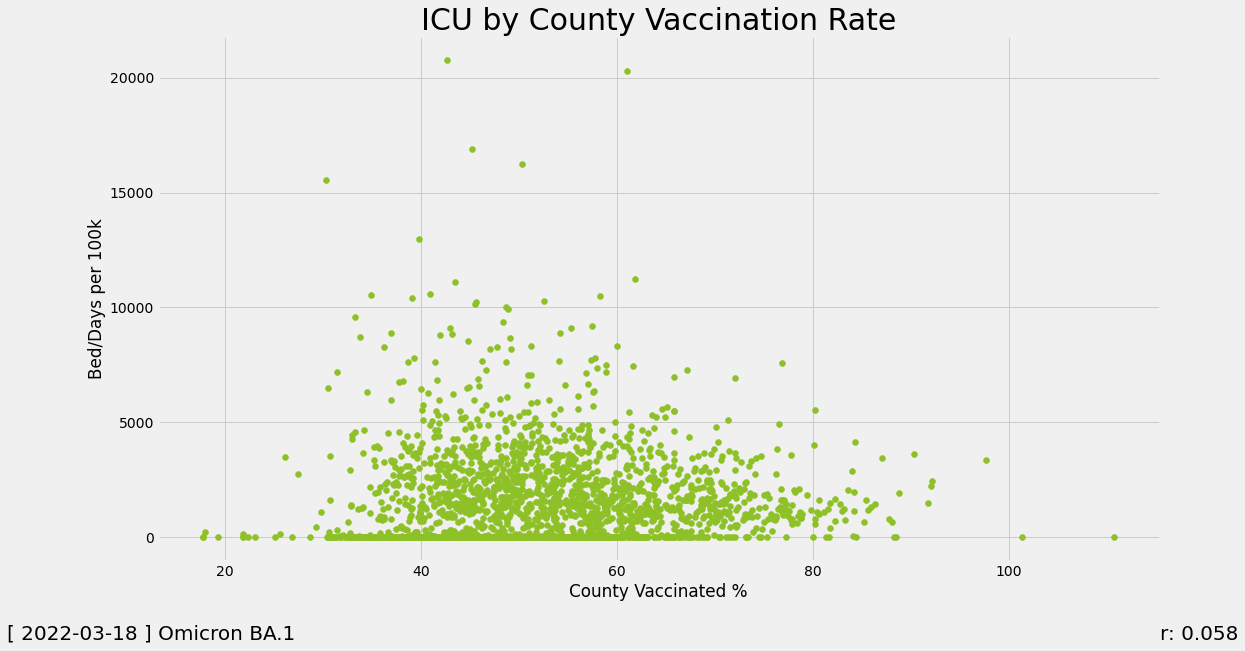 ICU by County Vaccination Rate
20000
15000
10000
5000
0
Bed/Days per 100k
20 40 60 80 100
County Vaccinated %
[ 2022-03-18 ] Omicron BA.1
r: 0.058